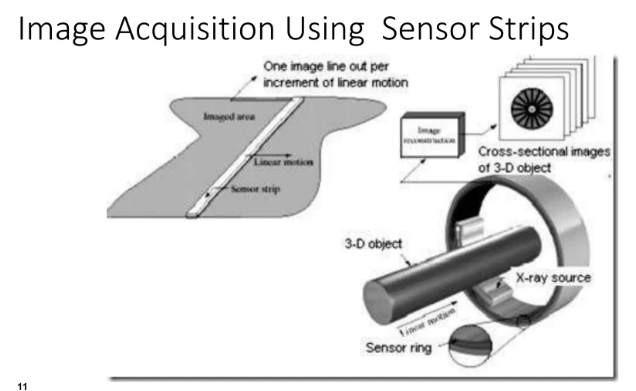 Image Acquisition Using Sensor Strips
One image line out per
increment of linear motion
Imaged area
Linear motion
Sensor strip
Image
reconstruction
Cross-sectional images
of 3-D object
3-D object
X-ray source
Linear motion
Sensor ring
11